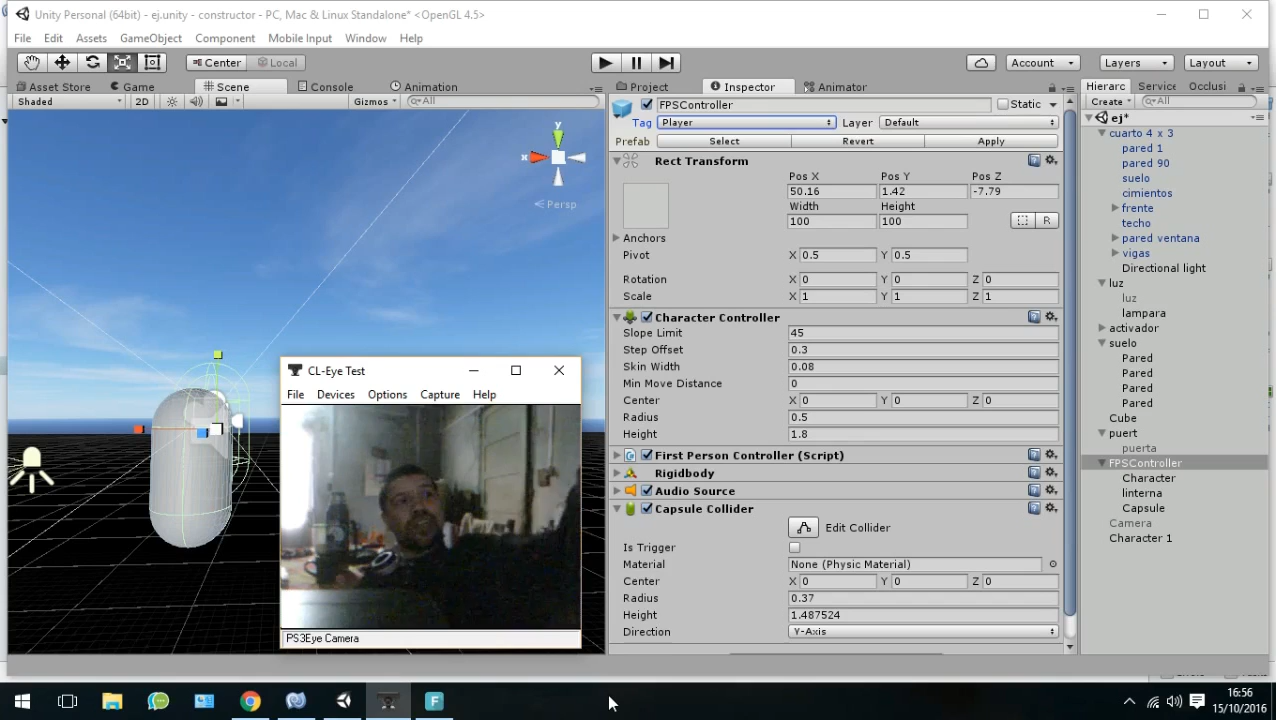 Unity Personal (64bit) - ej.unity - constructor - PC, Mac & Linux Standalone* <OpenGL 4.5>
File Edit Assets GameObject Component Mobile Input Window Help
Center Local Account Layers Layout
Asset Store Game Scene Console Animation Project Inspector Animator Hierarc Service Occlusi
Shaded 2D Gizmos All
FPSController Static
Create All
Tag Player Layer Default
ej*
Prefab Select Revert Apply
cuarto 4 x 3
pared 1
pared 90
suelo
cimientos
frente
techo
pared ventana
vigas
Directional light
luz
luz
lampara
activador
suelo
Pared
Pared
Pared
Pared
Cube
puert
puerta
FPSController
Character
linterna
Capsule
Camera
Character 1
Rect Transform
Pos X Pos Y Pos Z
50.16 1.42 -7.79
Width Height
100 100
R
Anchors
Pivot X 0.5 Y 0.5
Rotation X 0 Y 0 Z 0
Scale X 1 Y 1 Z 1
Character Controller
Slope Limit 45
Step Offset 0.3
Skin Width 0.08
Min Move Distance 0
Center X 0 Y 0 Z 0
Radius 0.5
Height 1.8
First Person Controller (Script)
Rigidbody
Audio Source
Capsule Collider
Edit Collider
Is Trigger
Material None (Physic Material)
Center X 0 Y 0 Z 0
Radius 0.37
Height 1.487524
Direction Y-Axis
y
x
Persp
CL-Eye Test
File Devices Options Capture Help
PS3Eye Camera
F
16:56
15/10/2016